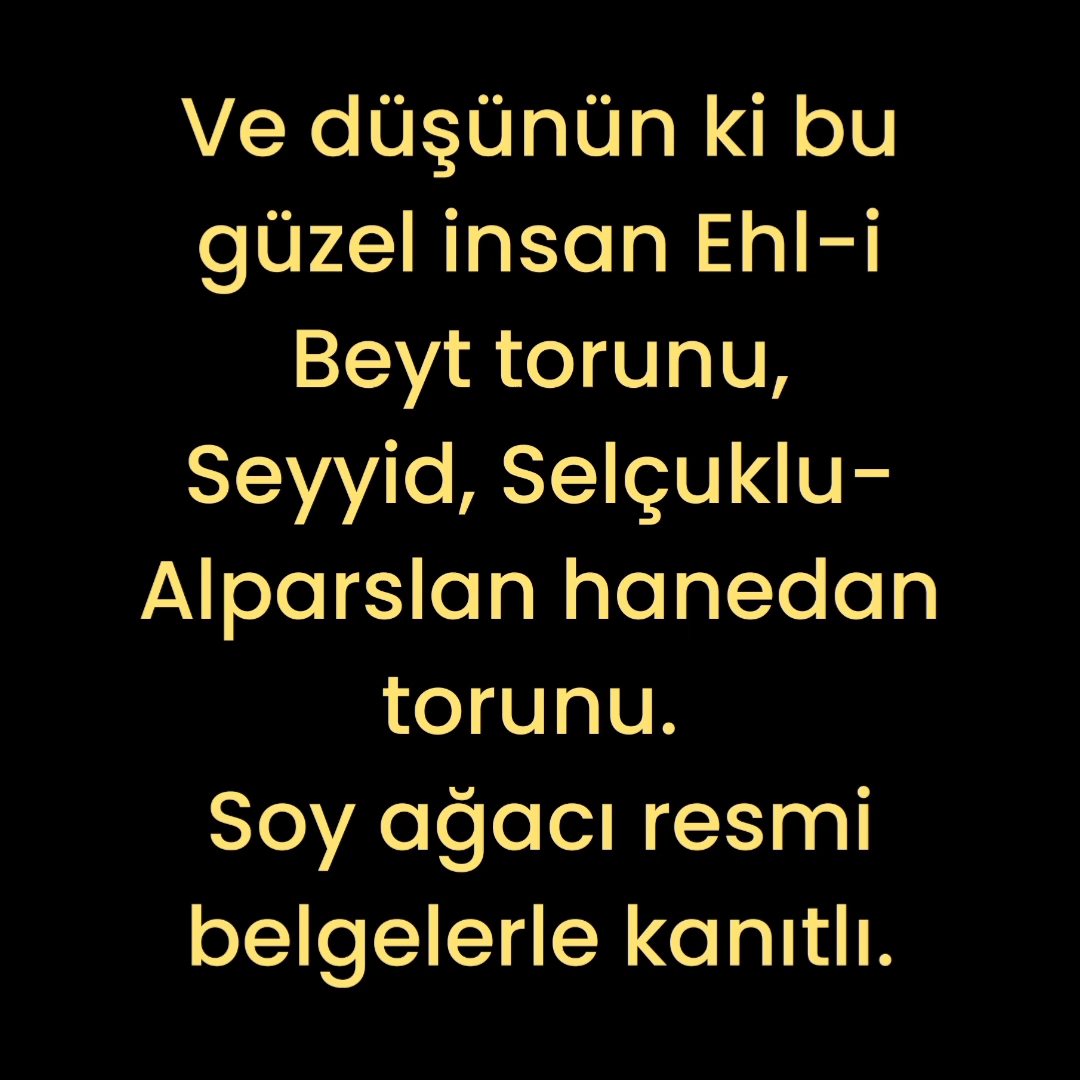 Ve düşünün ki bu
güzel insan Ehl-i
Beyt torunu,
Seyyid, Selçuklu-
Alparslan hanedan
torunu.
Soy ağacı resmi
belgelerle kanıtlı.